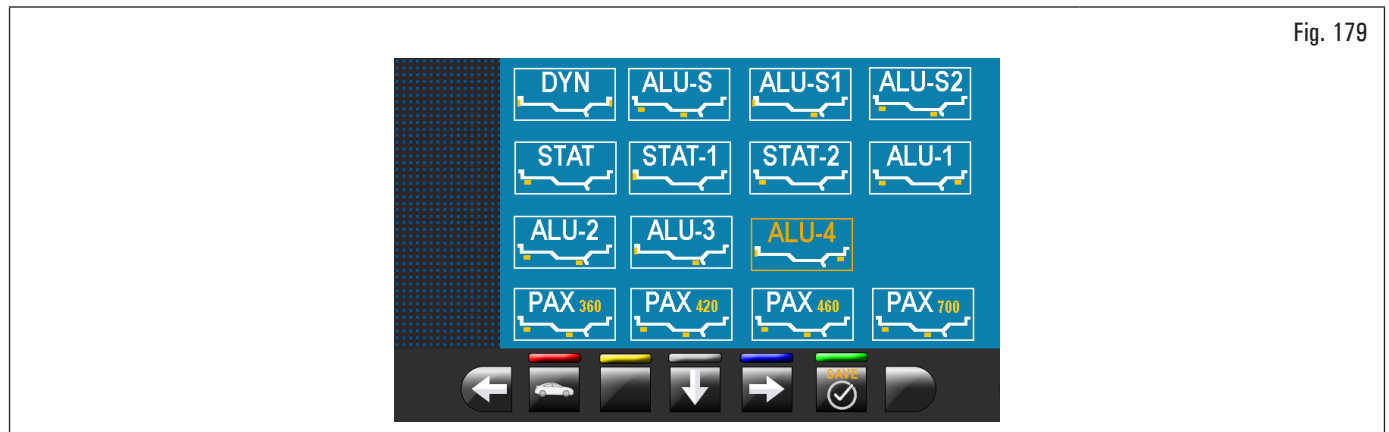 Fig. 179
DYN ALU-S ALU-S1 ALU-S2
STAT STAT-1 STAT-2 ALU-1
ALU-2 ALU-3 ALU-4
PAX 360 PAX 420 PAX 460 PAX 700
SAVE